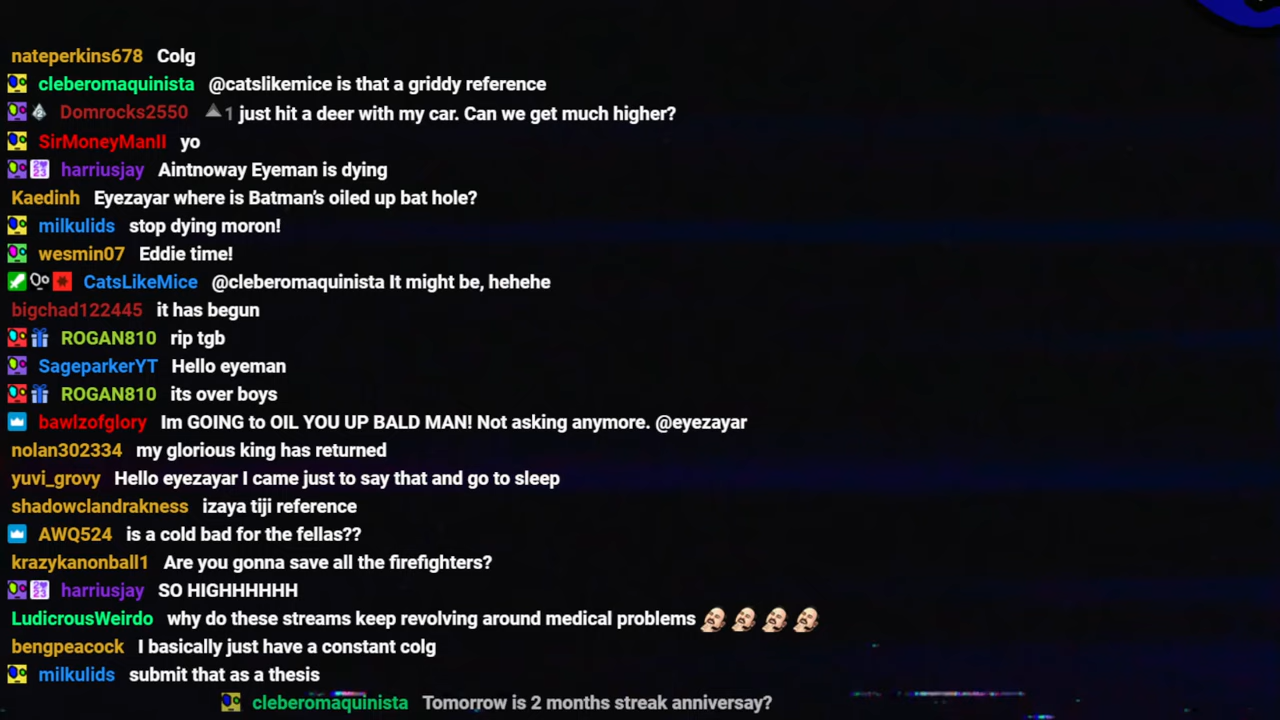 nateperkins678 Colg
cleberomaquinista @catslikemice is that a griddy reference
Domrocks2550 1 just hit a deer with my car. Can we get much higher?
SirMoneyManII yo
harriusjay Aintnoway Eyeman is dying
Kaedinh Eyezayar where is Batman's oiled up bat hole?
milkulids stop dying moron!
wesmin07 Eddie time!
CatsLikeMice @cleberomaquinista It might be, hehehe
bigchad122445 it has begun
ROGAN810 rip tgb
SageparkerYT Hello eyeman
ROGAN810 its over boys
bawlzofglory Im GOING to OIL YOU UP BALD MAN! Not asking anymore. @eyezayar
nolan302334 my glorious king has returned
yuvi_grovy Hello eyezayar I came just to say that and go to sleep
shadowclandrakness izaya tiji reference
AWQ524 is a cold bad for the fellas??
krazykanonball1 Are you gonna save all the firefighters?
harriusjay SO HIGHHHHHH
LudicrousWeirdo why do these streams keep revolving around medical problems
bengpeacock I basically just have a constant colg
milkulids submit that as a thesis
cleberomaquinista Tomorrow is 2 months streak anniversay?